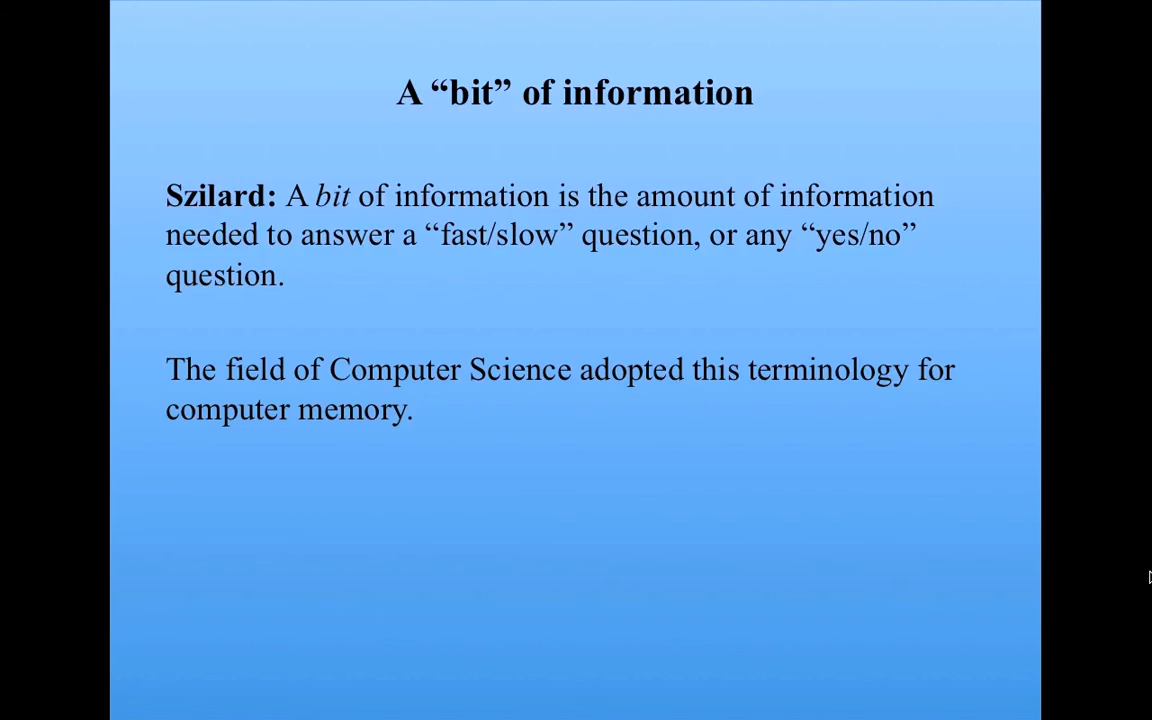 A “bit” of information
Szilard: A bit of information is the amount of information
needed to answer a “fast/slow” question, or any “yes/no”
question.
The field of Computer Science adopted this terminology for
computer memory.